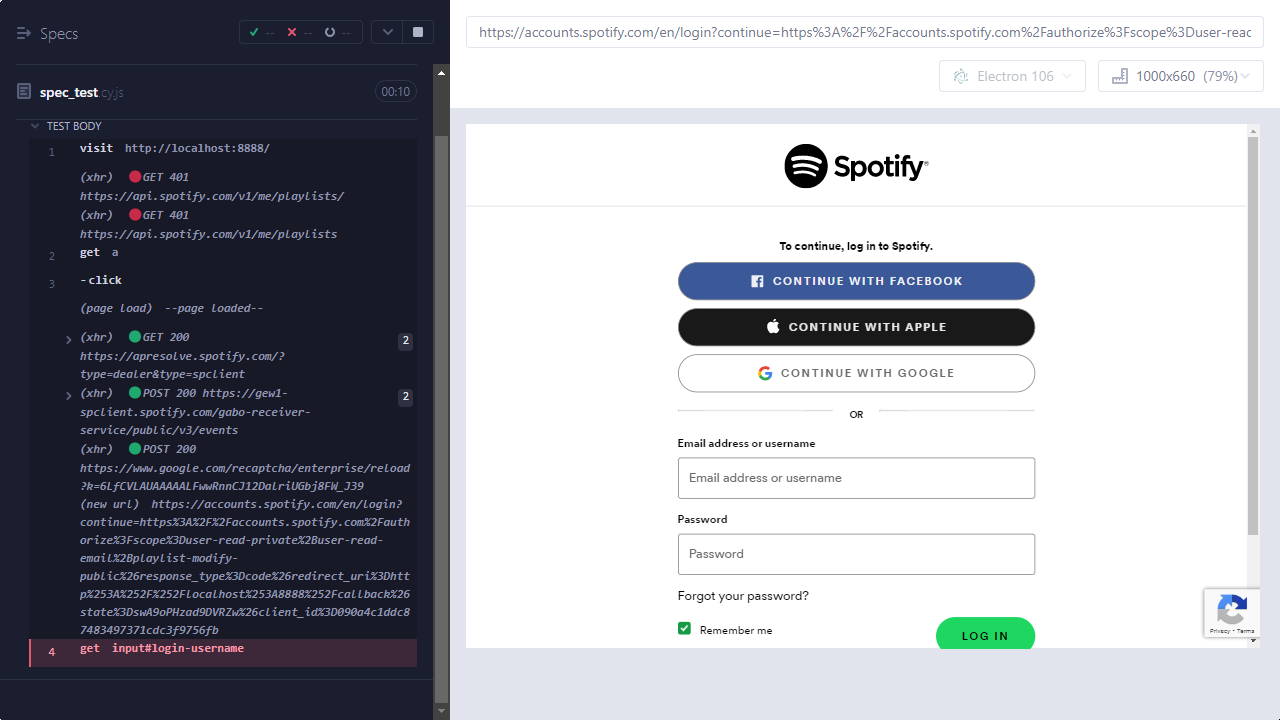 Specs
--
--
--
spec_test.cy.js
00:10
TEST BODY
1 visit http://localhost:8888/
(xhr) GET 401
https://api.spotify.com/v1/me/playlists/
(xhr) GET 401
https://api.spotify.com/v1/me/playlists
2 get a
3 -click
(page load) --page loaded--
(xhr) GET 200 2
https://apresolve.spotify.com/?
type=dealer&type=spclient
(xhr) POST 200 https://gew1- 2
spclient.spotify.com/gabo-receiver-
service/public/v3/events
(xhr) POST 200
https://www.google.com/recaptcha/enterprise/reload
?k=6LfCVLAUAAAAALFwwRnnCJ12DalriUGbj8FW_J39
(new url) https://accounts.spotify.com/en/login?
continue=https%3A%2F%2Faccounts.spotify.com%2Fauth
orize%3Fscope%3Duser-read-private%2Buser-read-
email%2Bplaylist-modify-
public%26response_type%3Dcode%26redirect_uri%3Dhtt
p%253A%252F%252Flocalhost%253A8888%252Fcallback%26
state%3DswA9oPHzad9DVRZw%26client_id%3D090a4c1ddc8
7483497371cdc3f9756fb
4 get input#login-username
https://accounts.spotify.com/en/login?continue=https%3A%2F%2Faccounts.spotify.com%2Fauthorize%3Fscope%3Duser-read
Electron 106
1000x660 (79%)
Spotify®
To continue, log in to Spotify.
CONTINUE WITH FACEBOOK
CONTINUE WITH APPLE
CONTINUE WITH GOOGLE
OR
Email address or username
Email address or username
Password
Password
Forgot your password?
Remember me
LOG IN
Privacy - Terms